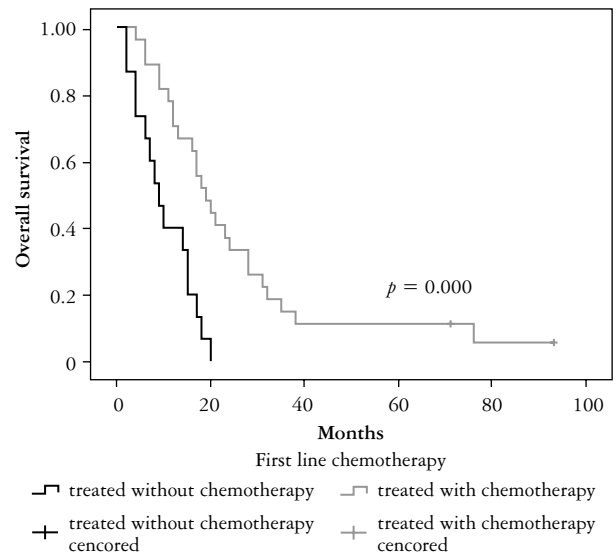 1.00
0.8
0.6
0.4
0.2
0
Overall survival
p = 0.000
0 20 40 60 80 100
Months
First line chemotherapy
treated without chemotherapy treated with chemotherapy
treated without chemotherapy treated with chemotherapy
cencored cencored